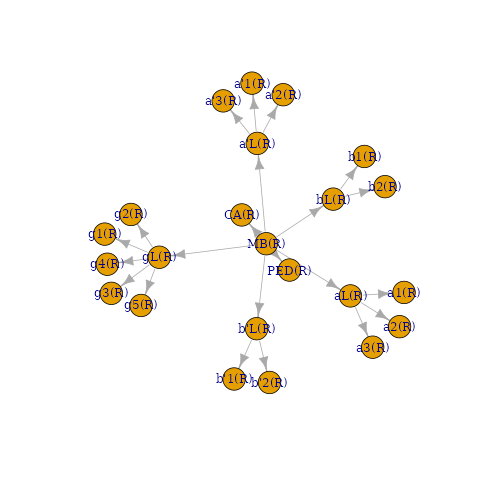 a'1(R)
a'3(R)
a'2(R)
a'L(R)
b1(R)
b2(R)
bL(R)
g2(R)
CA(R)
g1(R)
MB(R)
gL(R)
g4(R)
PED(R)
g3(R)
aL(R)
a1(R)
g5(R)
a2(R)
b'L(R)
a3(R)
b'1(R)
b'2(R)